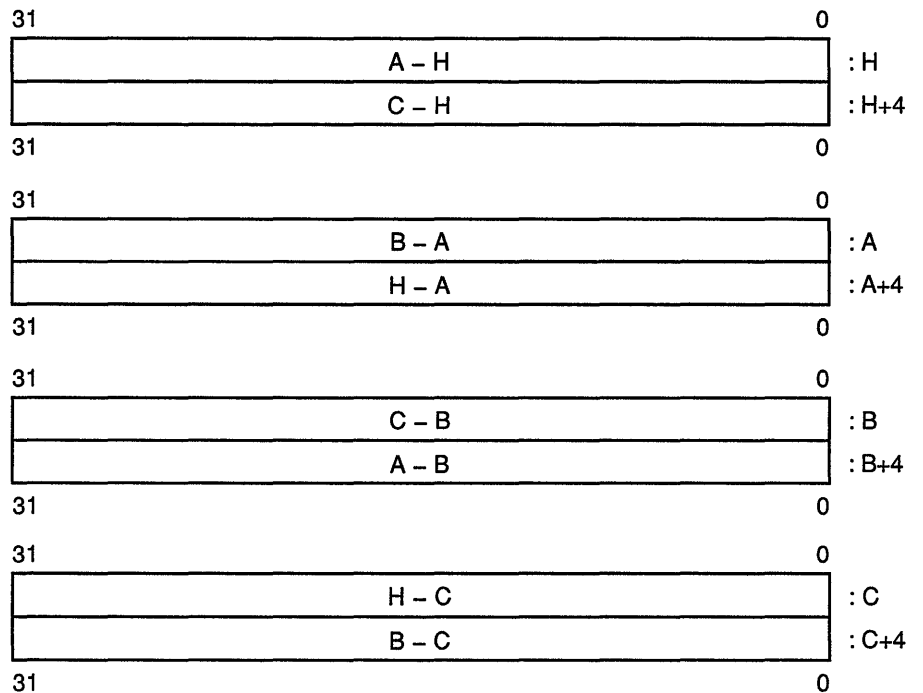 31 0
A – H : H
C – H : H+4
31 0
31 0
B – A : A
H – A : A+4
31 0
31 0
C – B : B
A – B : B+4
31 0
31 0
H – C : C
B – C : C+4
31 0